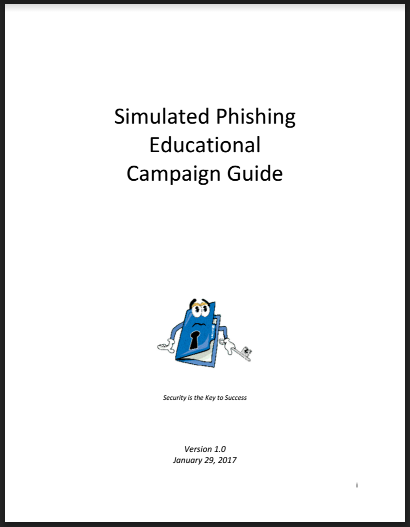 Simulated Phishing
Educational
Campaign Guide
Security is the Key to Success
Version 1.0
January 29, 2017
i